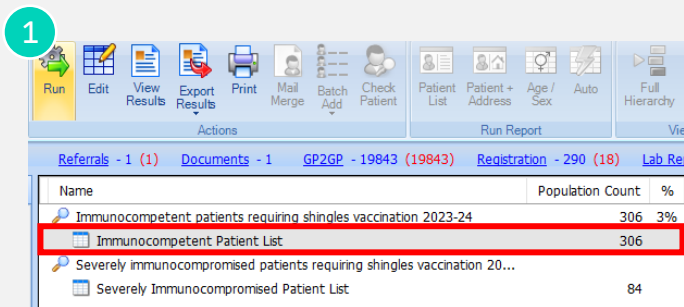 1
Run Edit View Results Export Results Print Mail Merge Batch Add Check Patient Patient List Patient + Address Age / Sex Auto Full Hierarchy
Actions Run Report
Referrals - 1 (1) Documents - 1 GP2GP - 19843 (19843) Registration - 290 (18) Lab
Name Population Count %
Immunocompetent patients requiring shingles vaccination 2023-24 306 3%
Immunocompetent Patient List 306
Severely immunocompromised patients requiring shingles vaccination 20...
Severely Immunocompromised Patient List 84